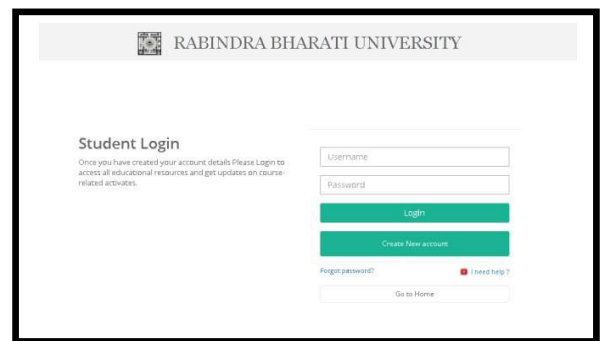 RABINDRA BHARATI UNIVERSITY
Student Login
Once you have created your account details Please Login to
access all educational resources and get updates on course-
related activates.
Username
Password
Login
Create New account
Forgot password?
I need help ?
Go to Home